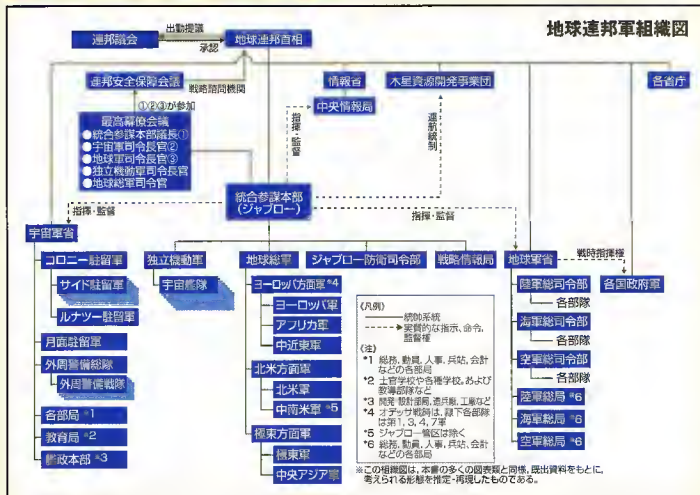 地球連邦軍組織図
連邦議会
出動提議
承認
地球連邦首相
連邦安全保障会議
戦略諮問機関
①②③が参加
最高幕僚会議
●統合参謀本部議長①
●宇宙軍司令長官②
●地球軍司令長官③
●独立機動軍司令長官
●地球総軍司令官
情報省
中央情報局
木星資源開発事業団
各省庁
指揮・監督
運航統制
統合参謀本部
(ジャブロー)
指揮・監督
指揮・監督
宇宙軍省
コロニー駐留軍
サイド駐留軍
ルナツー駐留軍
月面駐留軍
外周警備総隊
外周警備戦隊
各部局 *1
教育局 *2
艦政本部 *3
独立機動軍
宇宙艦隊
地球総軍
ヨーロッパ方面軍*4
ヨーロッパ軍
アフリカ軍
中近東軍
北米方面軍
北米軍
中南米軍 *5
極東方面軍
極東軍
中央アジア軍
ジャブロー防衛司令部
戦略情報局
地球軍省
戦時指揮権
各国政府軍
陸軍総司令部
各部隊
海軍総司令部
各部隊
空軍総司令部
各部隊
陸軍総局 *6
海軍総局 *6
空軍総局 *6
《凡例》
統帥系統
実質的な指示、命令、
監督権
《注》
*1 総務、動員、人事、兵站、会計
などの各部局
*2 士官学校や各種学校、および
教導部隊など
*3 開発・設計部局、造兵廠、工廠など
*4 オデッサ戦時は、隷下各部隊
は第1、3、4、7軍
*5 ジャブロー管区は除く
*6 総務、動員、人事、兵站、会計
などの各部局
※この組織図は、本書の多くの図表類と同様、既出資料をもとに、
考えられる形態を推定・再現したものである。